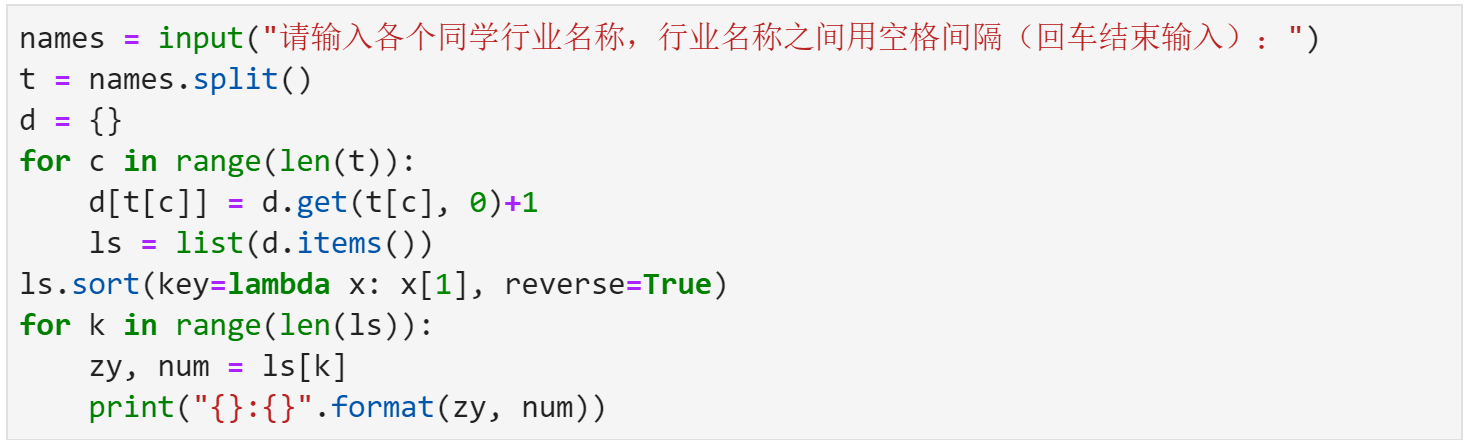 names = input("请输入各个同学行业名称，行业名称之间用空格间隔（回车结束输入）：")
t = names.split()
d = {}
for c in range(len(t)):
    d[t[c]] = d.get(t[c], 0)+1
    ls = list(d.items())
ls.sort(key=lambda x: x[1], reverse=True)
for k in range(len(ls)):
    zy, num = ls[k]
    print("{}:{}".format(zy, num))